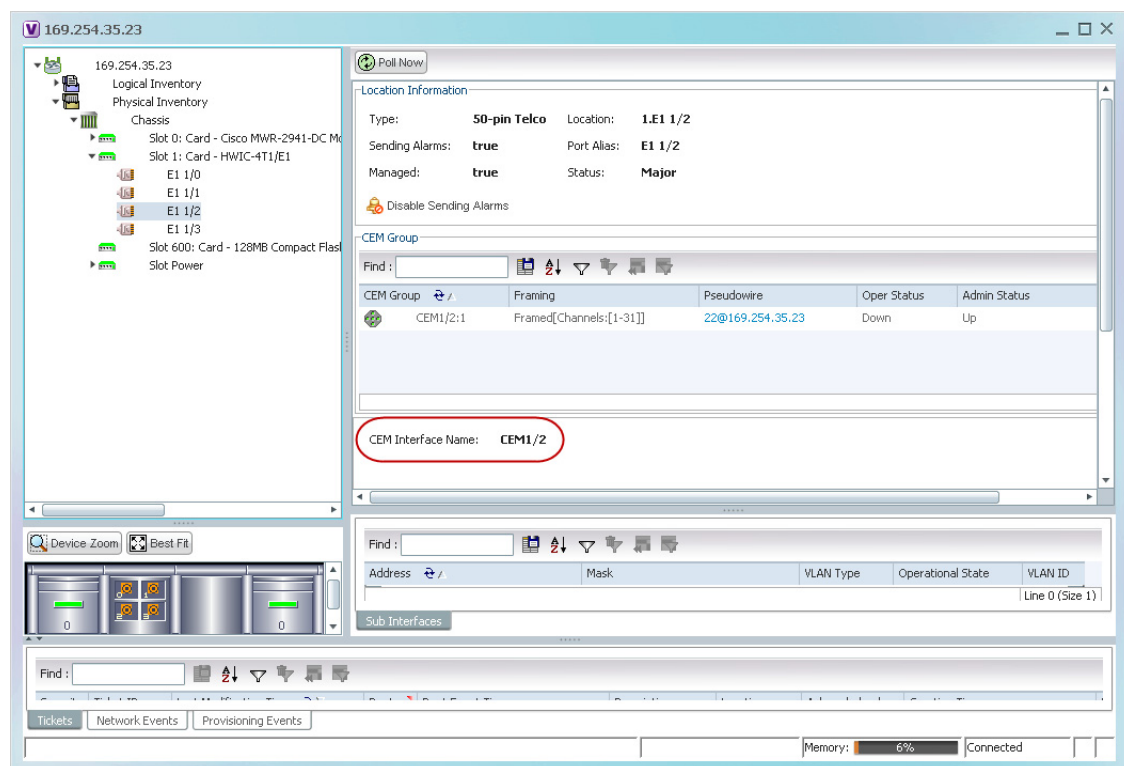 169.254.35.23
169.254.35.23
Logical Inventory
Physical Inventory
Chassis
Slot 0: Card - Cisco MWR-2941-DC Mo
Slot 1: Card - HWIC-4T1/E1
E1 1/0
E1 1/1
E1 1/2
E1 1/3
Slot 600: Card - 128MB Compact Flas
Slot Power
Poll Now
Location Information
Type: 50-pin Telco Location: 1.E1 1/2
Sending Alarms: true Port Alias: E1 1/2
Managed: true Status: Major
Disable Sending Alarms
CEM Group
Find :
CEM Group Framing Pseudowire Oper Status Admin Status
CEM1/2:1 Framed[Channels:[1-31]] 22@169.254.35.23 Down Up
CEM Interface Name: CEM1/2
Device Zoom Best Fit
0 0
Find :
Address Mask VLAN Type Operational State VLAN ID
Line 0 (Size 1)
Sub Interfaces
Find :
Tickets Network Events Provisioning Events
Memory: 6% Connected